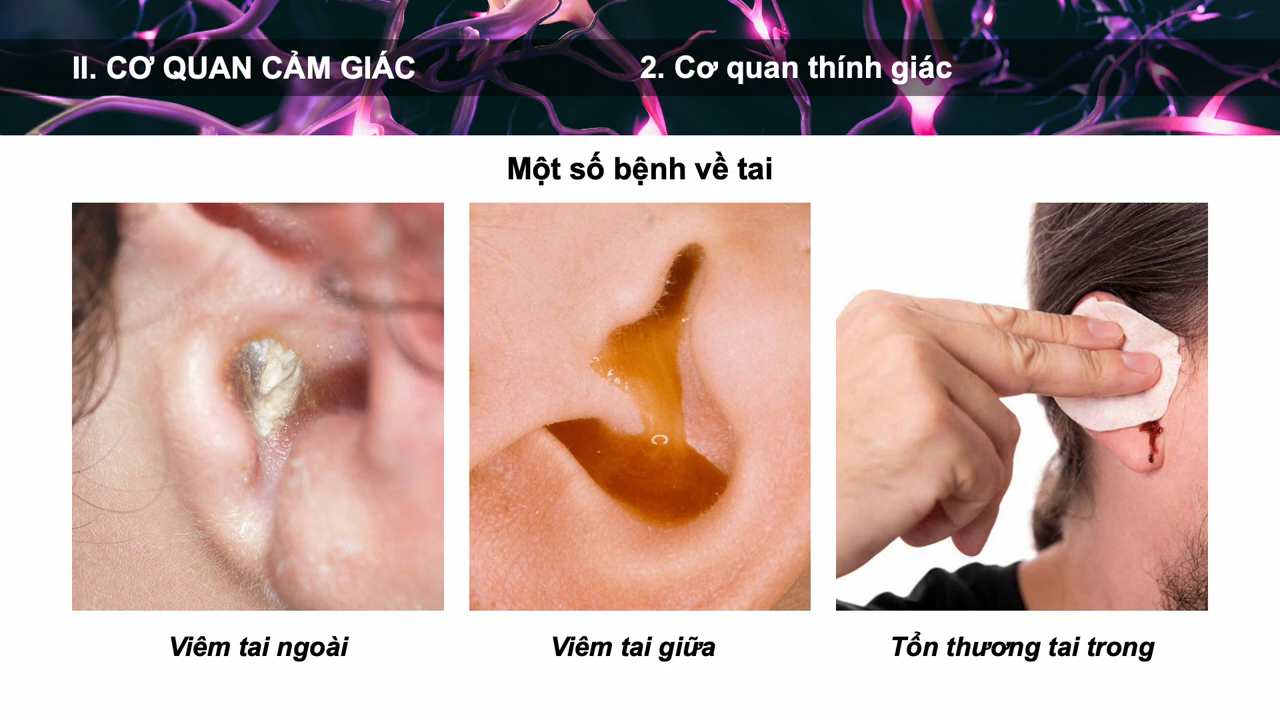 II. CƠ QUAN CẢM GIÁC
2. Cơ quan thính giác
Một số bệnh về tai
Viêm tai ngoài
Viêm tai giữa
Tổn thương tai trong